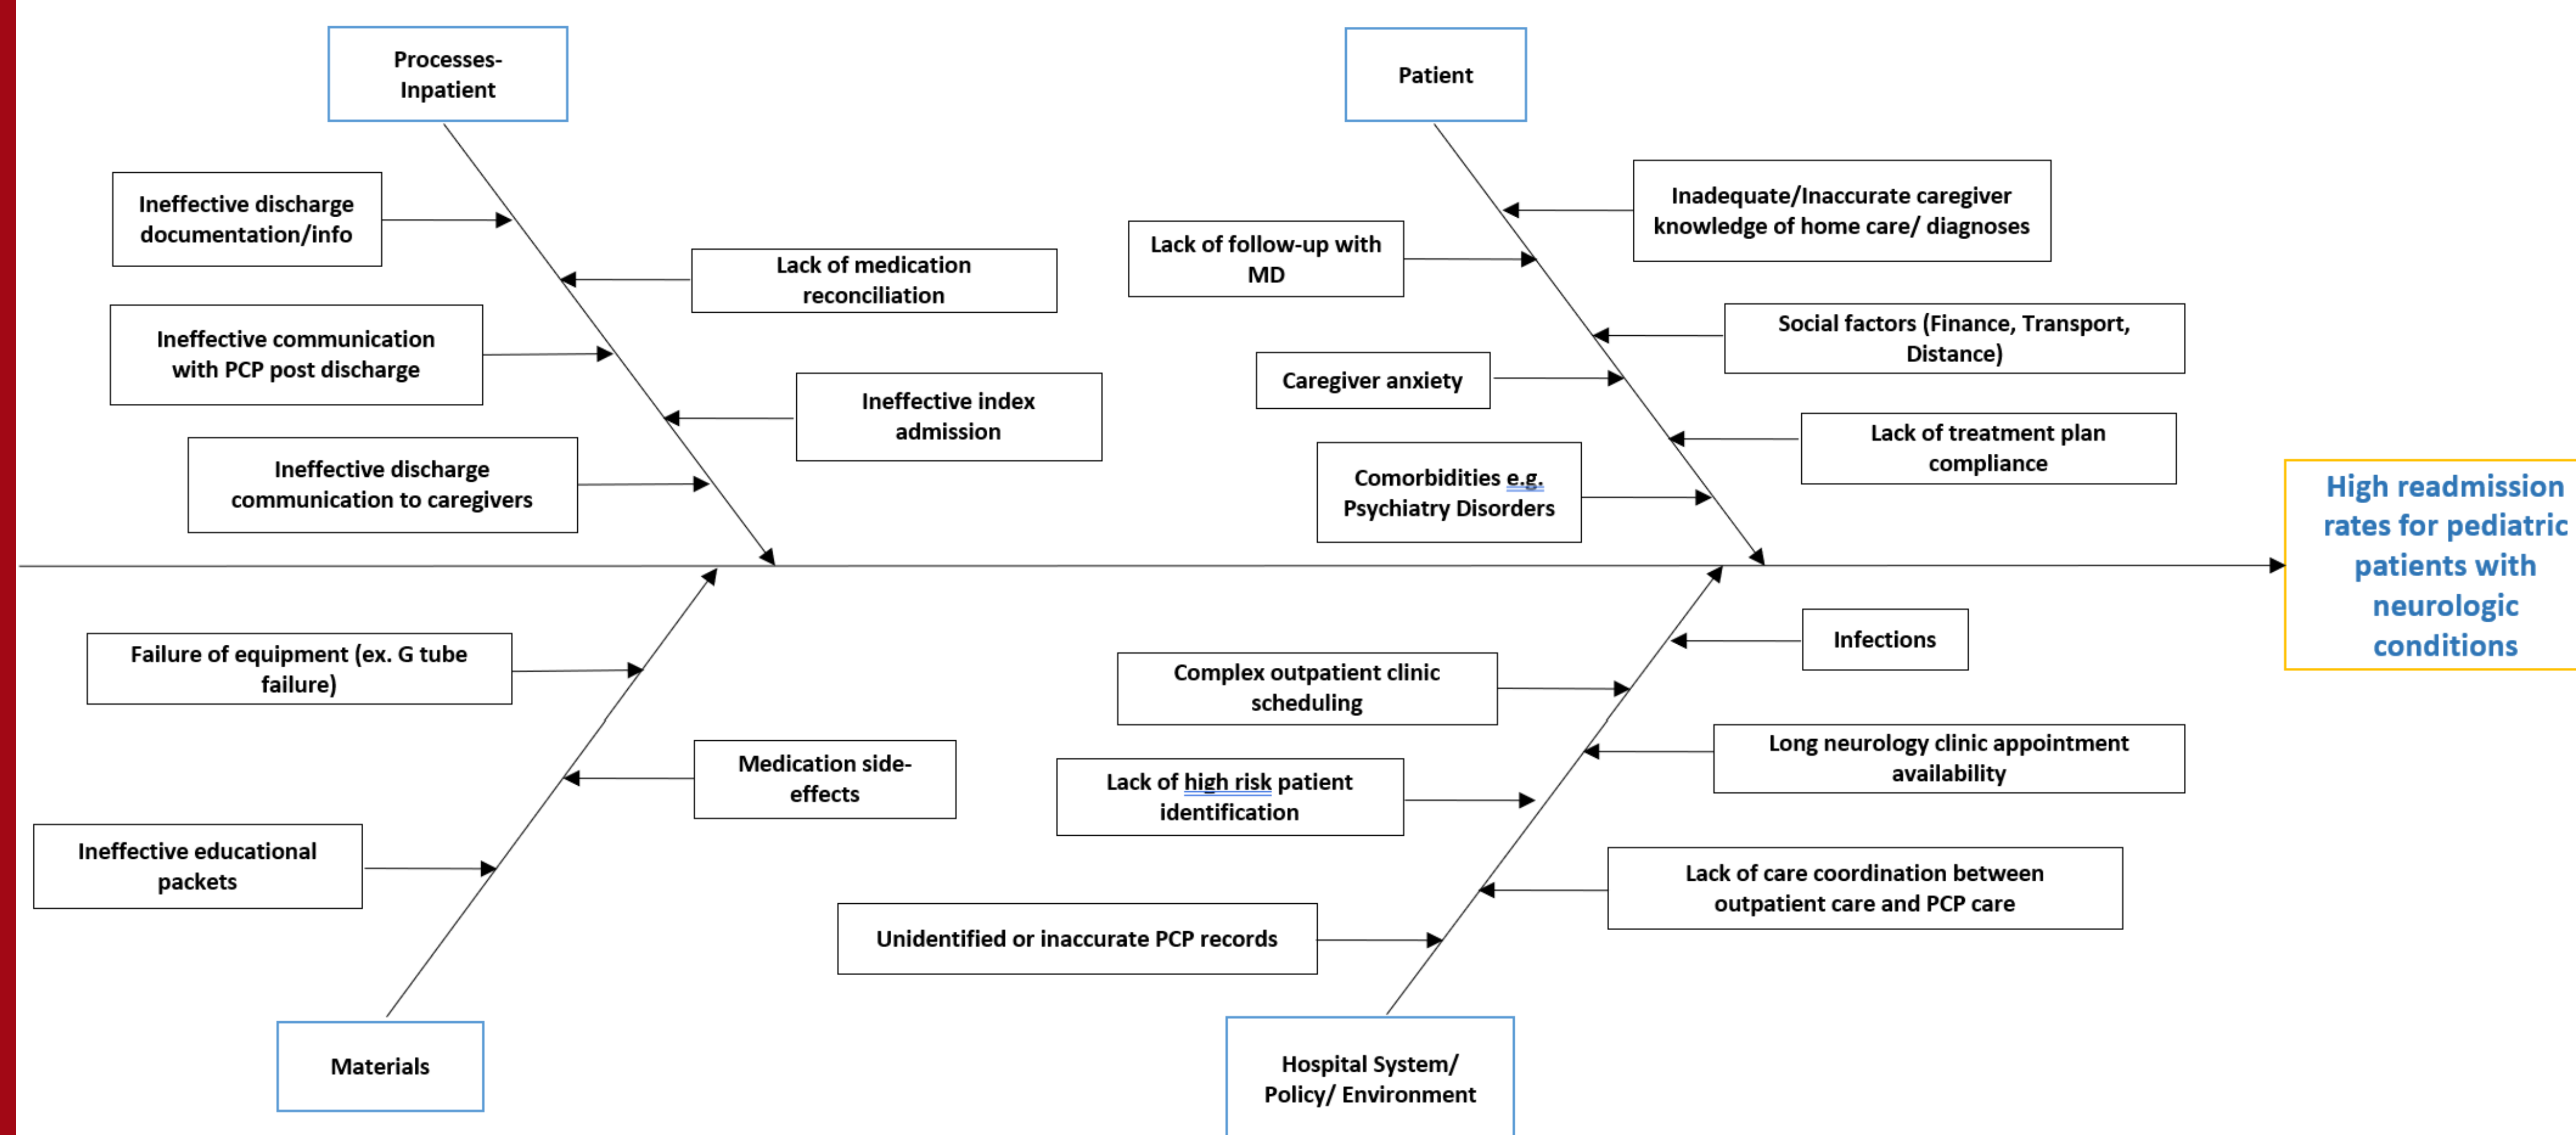 Processes-
Inpatient
Patient
Ineffective discharge
documentation/info
Lack of medication
reconciliation
Ineffective communication
with PCP post discharge
Ineffective index
admission
Ineffective discharge
communication to caregivers
Inadequate/Inaccurate caregiver
knowledge of home care/ diagnoses
Lack of follow-up with
MD
Social factors (Finance, Transport,
Distance)
Caregiver anxiety
Lack of treatment plan
compliance
Comorbidities e.g.
Psychiatry Disorders
High readmission
rates for pediatric
patients with
neurologic
conditions
Failure of equipment (ex. G tube
failure)
Medication side-
effects
Ineffective educational
packets
Infections
Complex outpatient clinic
scheduling
Long neurology clinic appointment
availability
Lack of high risk patient
identification
Lack of care coordination between
outpatient care and PCP care
Unidentified or inaccurate PCP records
Materials
Hospital System/
Policy/ Environment